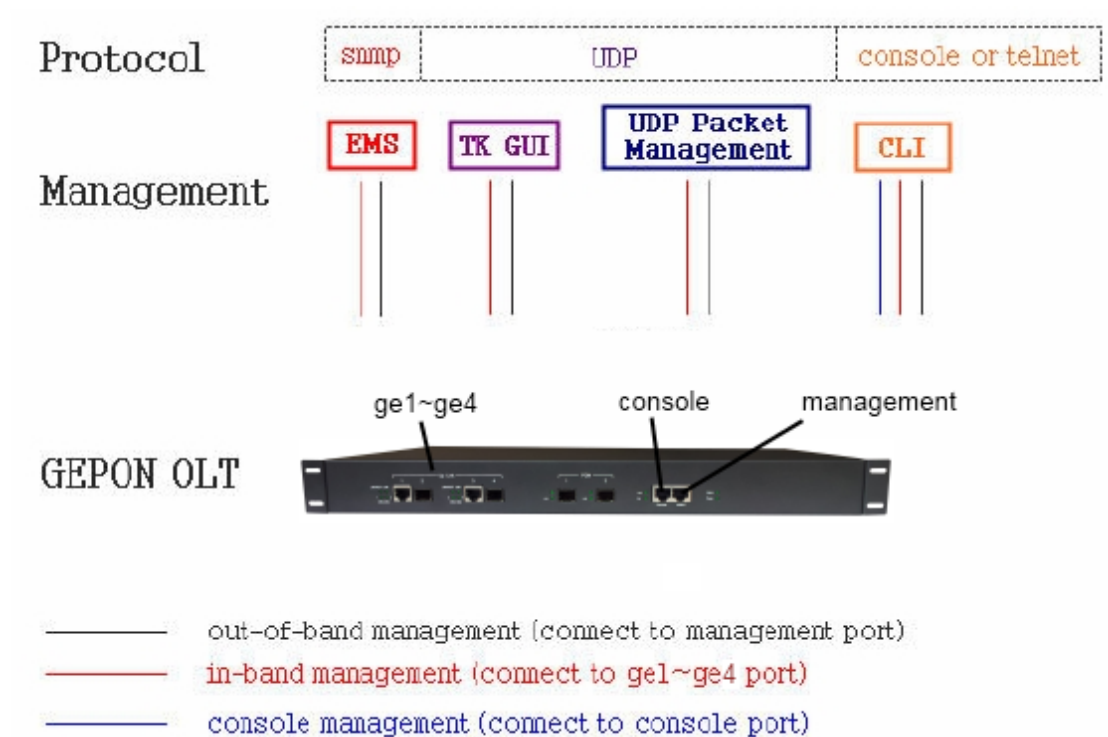 Protocol
snmp
UDP
console or telnet
Management
EMS
TK GUI
UDP Packet
Management
CLI
ge1~ge4
console
management
GEPON OLT
out-of-band management (connect to management port)
in-band management (connect to ge1~ge4 port)
console management (connect to console port)